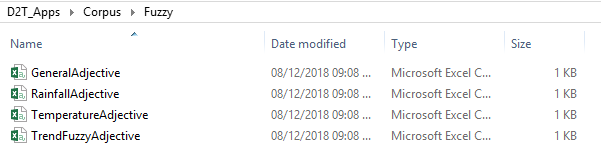 D2T_Apps > Corpus > Fuzzy
Name Date modified Type Size
GeneralAdjective 08/12/2018 09:08 ... Microsoft Excel C... 1 KB
RainfallAdjective 08/12/2018 09:08 ... Microsoft Excel C... 1 KB
TemperatureAdjective 08/12/2018 09:08 ... Microsoft Excel C... 1 KB
TrendFuzzyAdjective 08/12/2018 09:08 ... Microsoft Excel C... 1 KB